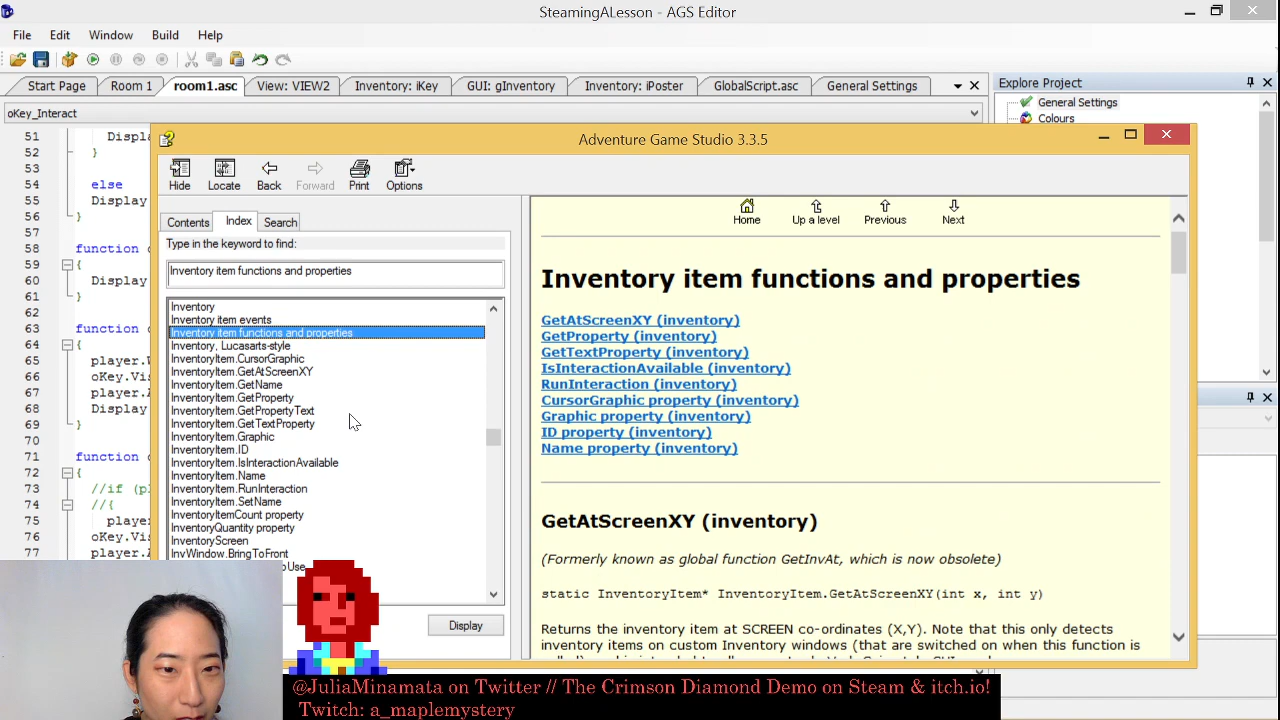 SteamingALesson - AGS Editor
File Edit Window Build Help
Start Page Room 1 room1.asc View: VIEW2 Inventory: iKey GUI: gInventory Inventory: iPoster GlobalScript.asc General Settings
Explore Project
General Settings
Colours
oKey_Interact
51 Displa
52 }
53
54 else
55 Display
56 }
57
58 function o
59 {
60 Displ
61 }
62
63 function o
64 {
65 player.W
66 oKey.Vis
67 player.A
68 Display
69 }
70
71 function o
72 {
73 //if (pl
74 //{
75 player
76 oKey.Vis
77 player.A
Adventure Game Studio 3.3.5
Hide Locate Back Forward Print Options
Contents Index Search
Type in the keyword to find:
Inventory item functions and properties
Inventory
Inventory item events
Inventory item functions and properties
Inventory, Lucasarts-style
InventoryItem.CursorGraphic
InventoryItem.GetAtScreenXY
InventoryItem.GetName
InventoryItem.GetProperty
InventoryItem.GetPropertyText
InventoryItem.GetTextProperty
InventoryItem.Graphic
InventoryItem.ID
InventoryItem.IsInteractionAvailable
InventoryItem.Name
InventoryItem.RunInteraction
InventoryItem.SetName
InventoryItemCount property
InventoryQuantity property
InventoryScreen
InvWindow.BringToFront
oUse
Display
Home Up a level Previous Next
Inventory item functions and properties
GetAtScreenXY (inventory)
GetProperty (inventory)
GetTextProperty (inventory)
IsInteractionAvailable (inventory)
RunInteraction (inventory)
CursorGraphic property (inventory)
Graphic property (inventory)
ID property (inventory)
Name property (inventory)
GetAtScreenXY (inventory)
(Formerly known as global function GetInvAt, which is now obsolete)
static InventoryItem* InventoryItem.GetAtScreenXY(int x, int y)
Returns the inventory item at SCREEN co-ordinates (X,Y). Note that this only detects
inventory items on custom Inventory windows (that are switched on when this function is
@JuliaMinamata on Twitter // The Crimson Diamond Demo on Steam & itch.io!
Twitch: a_maplemystery